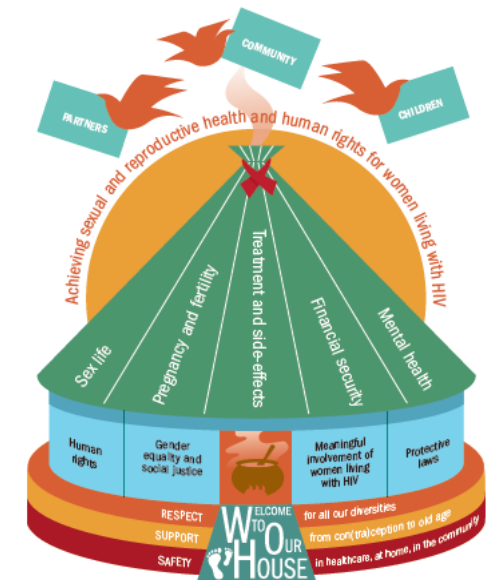 COMMUNITY
PARTNERS
CHILDREN
Achieving sexual and reproductive health and human rights for women living with HIV
Sex life
Pregnancy and fertility
Treatment and side-effects
Financial security
Mental health
Human
rights
Gender
equality and
social justice
Meaningful
involvement of
women living
with HIV
Protective
laws
RESPECT for all our diversities
SUPPORT from con(tra)ception to old age
SAFETY in healthcare, at home, in the community
WELCOME
TO OUR
HOUSE